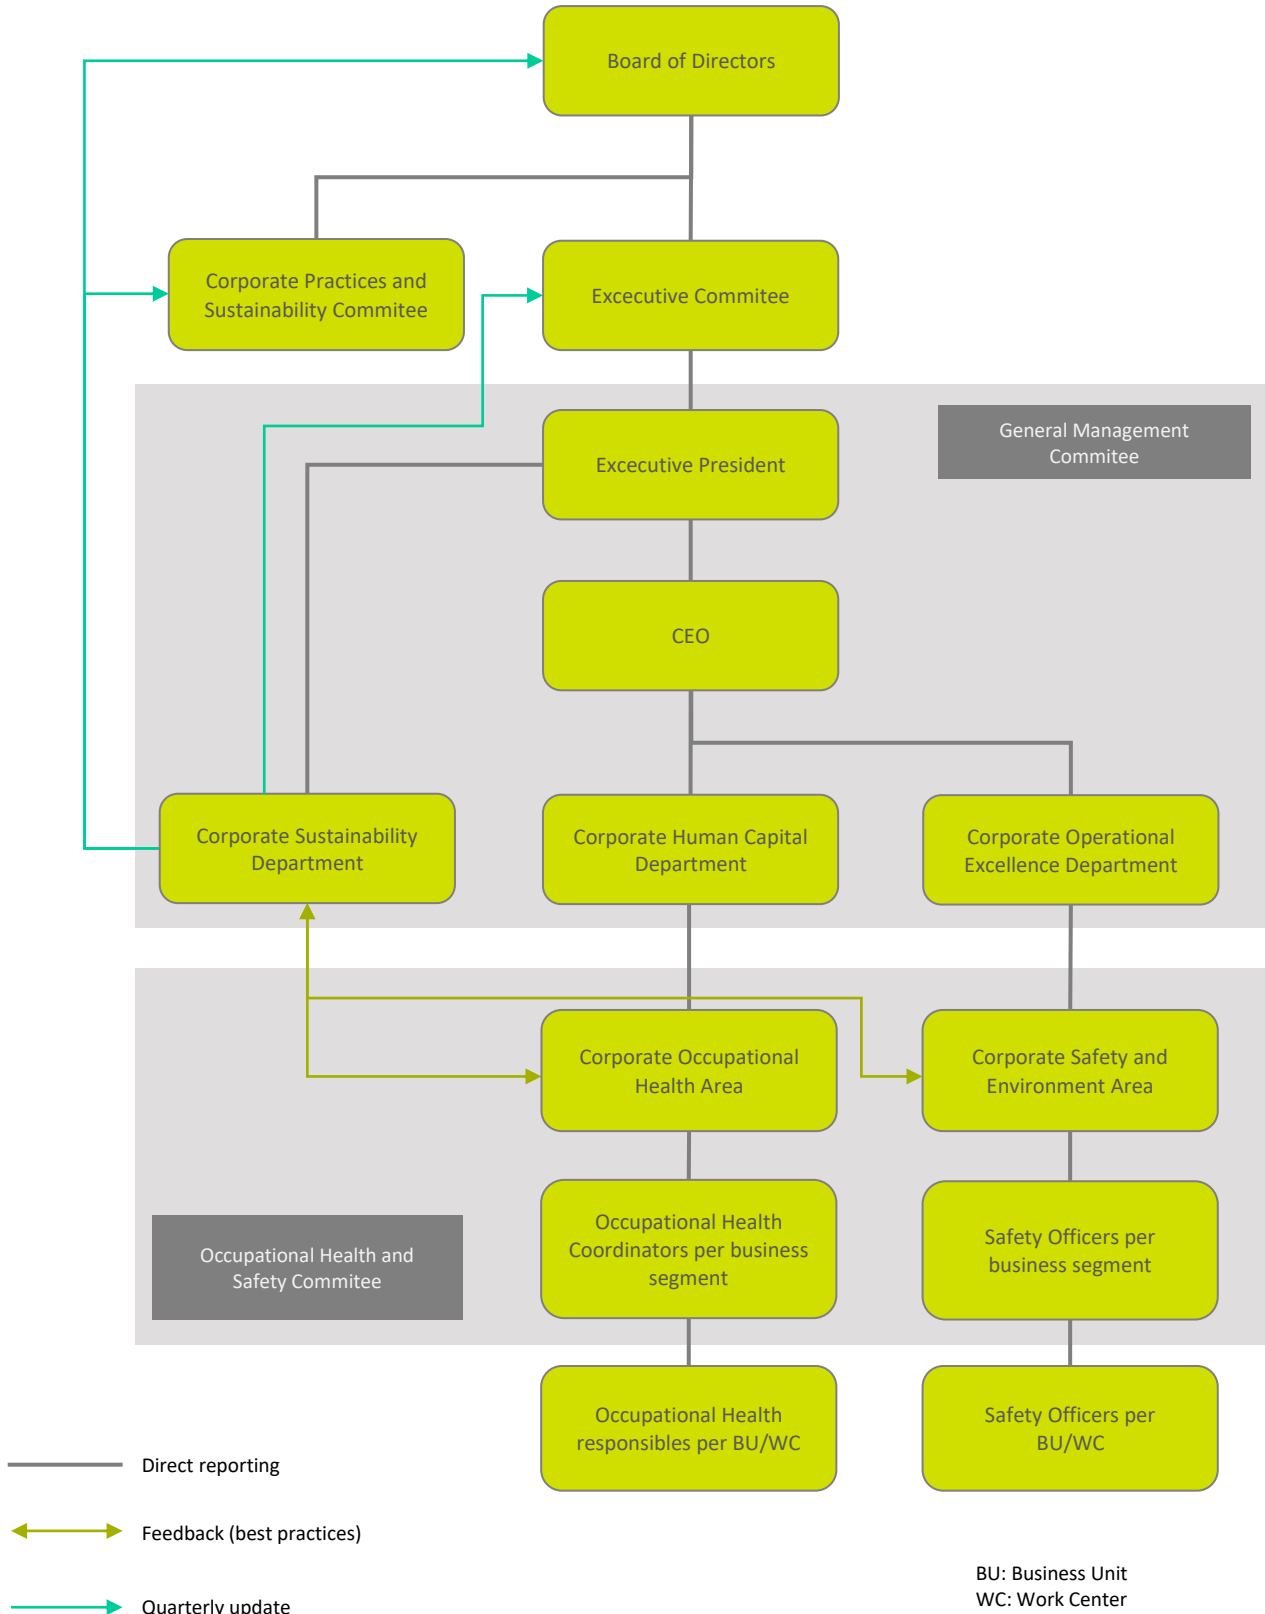 Board of Directors
Corporate Practices and
Sustainability Commitee
Excecutive Commitee
General Management
Commitee
Excecutive President
CEO
Corporate Sustainability
Department
Corporate Human Capital
Department
Corporate Operational
Excellence Department
Corporate Occupational
Health Area
Corporate Safety and
Environment Area
Occupational Health and
Safety Commitee
Occupational Health
Coordinators per business
segment
Safety Officers per
business segment
Occupational Health
responsibles per BU/WC
Safety Officers per
BU/WC
Direct reporting
Feedback (best practices)
Quarterly update
BU: Business Unit
WC: Work Center